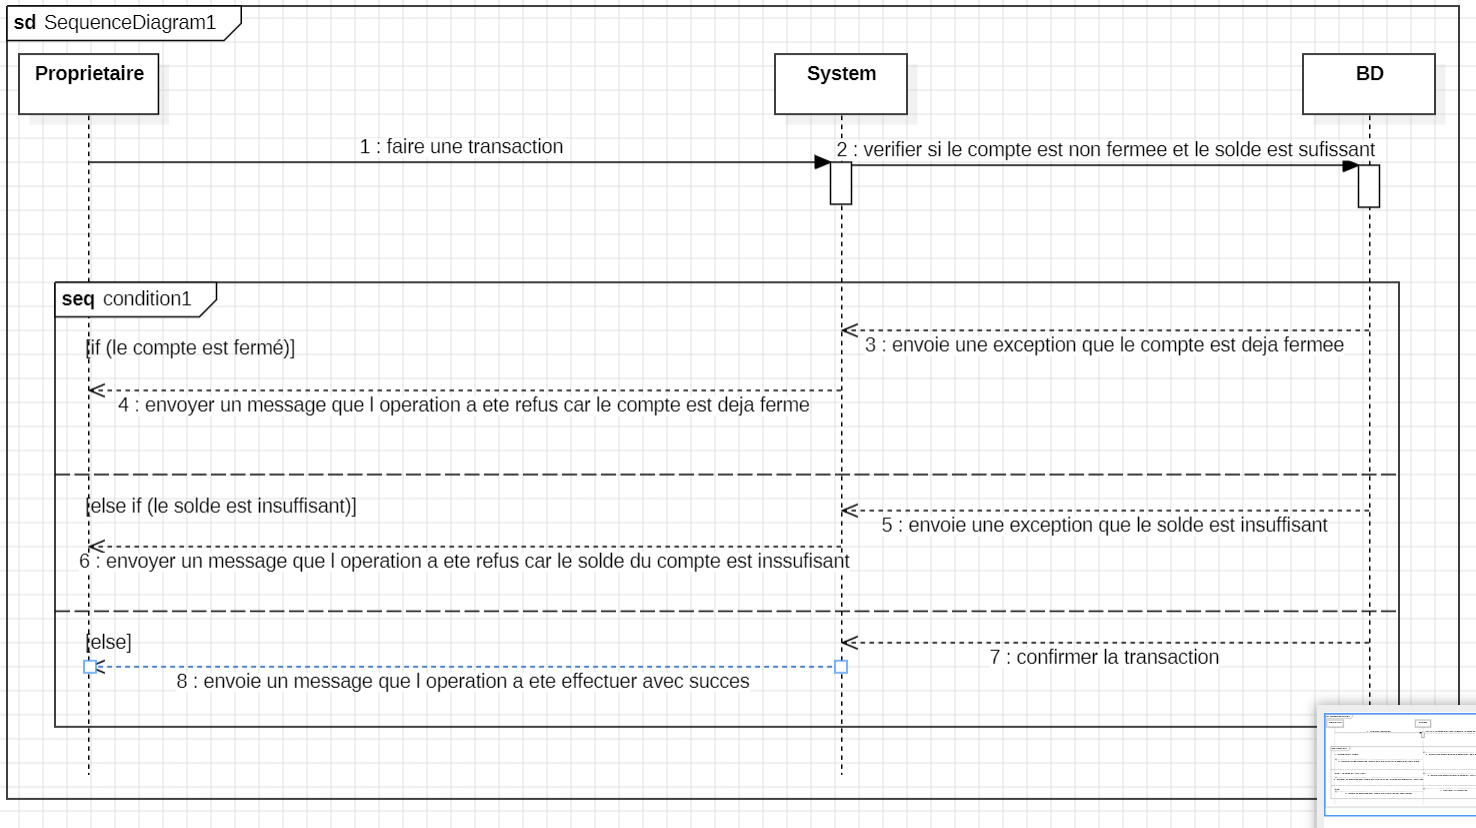 sd SequenceDiagram1
Proprietaire
System
BD
1 : faire une transaction
2 : verifier si le compte est non fermee et le solde est sufissant
seq condition1
[if (le compte est fermé)]
3 : envoie une exception que le compte est deja fermee
4 : envoyer un message que l operation a ete refus car le compte est deja ferme
[else if (le solde est insuffisant)]
5 : envoie une exception que le solde est insuffisant
6 : envoyer un message que l operation a ete refus car le solde du compte est inssufisant
[else]
7 : confirmer la transaction
8 : envoie un message que l operation a ete effectuer avec succes